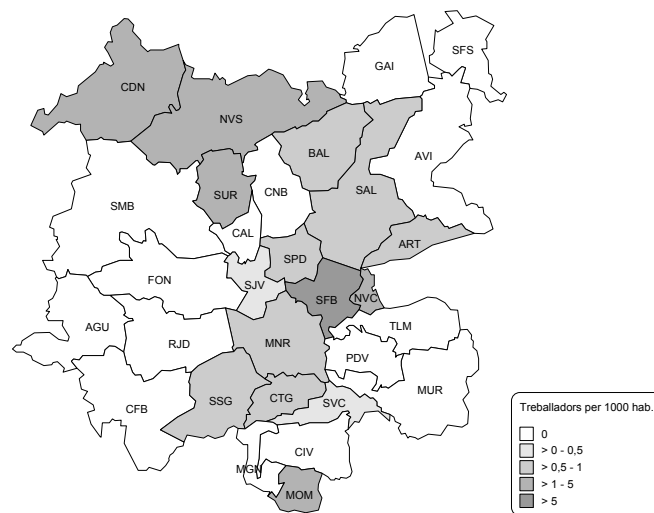 SFS
GAI
CDN
NVS
BAL
AVI
SUR
CNB
SAL
SMB
CAL
ART
SPD
FON
SJV
SFB
NVC
AGU
TLM
RJD
MNR
PDV
MUR
SSG
CTG
SVC
CFB
CIV
MGN
MOM
Treballadors per 1000 hab.
0
> 0 - 0,5
> 0,5 - 1
> 1 - 5
> 5